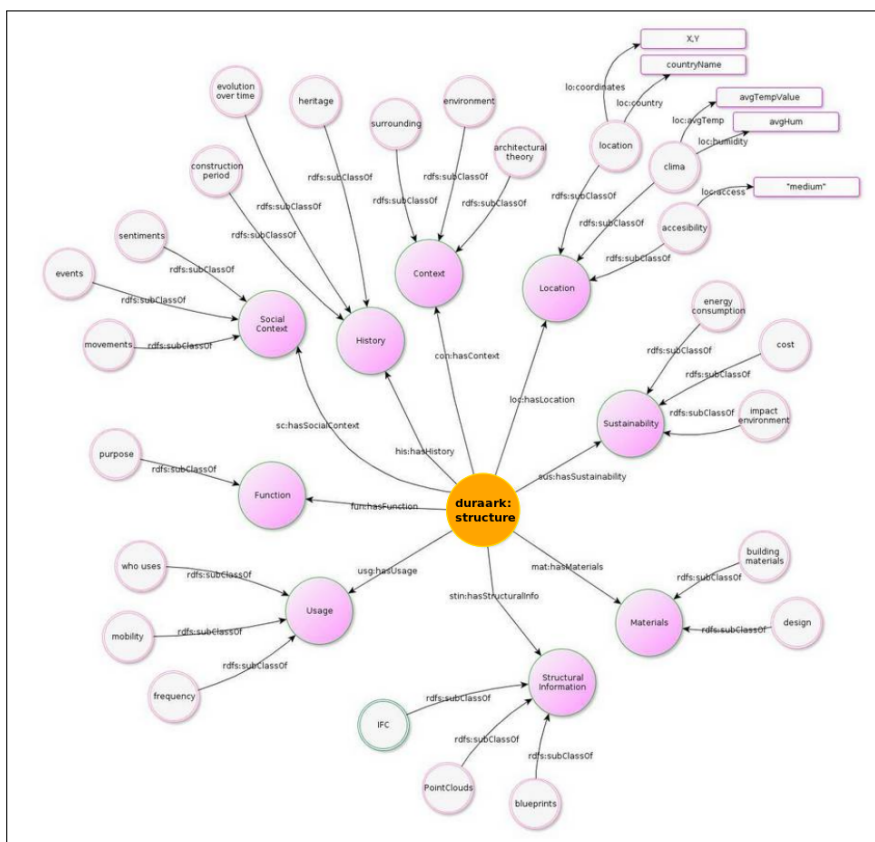 X,Y
countryName
lo:coordinates
loc:country
evolution
over time
heritage
surrounding
environment
avgTempValue
loc:avgTemp
avgHum
loc:humidity
location
clima
architectural
theory
construction
period
rdfs:subClassOf
rdfs:subClassOf
rdfs:subClassOf
rdfs:subClassOf
rdfs:subClassOf
rdfs:subClassOf
rdfs:subClassOf
rdfs:subClassOf
loc:access
"medium"
accesibility
rdfs:subClassOf
rdfs:subClassOf
sentiments
rdfs:subClassOf
events
rdfs:subClassOf
movements
rdfs:subClassOf
Social
Context
History
Context
Location
energy
consumption
rdfs:subClassOf
cost
rdfs:subClassOf
impact
environment
rdfs:subClassOf
Sustainability
con:hasContext
loc:hasLocation
sc:hasSocialContext
his:hasHistory
sus:hasSustainability
purpose
rdfs:subClassOf
Function
fun:hasFunction
duraark:
structure
who uses
rdfs:subClassOf
mobility
rdfs:subClassOf
frequency
rdfs:subClassOf
Usage
usg:hasUsage
mat:hasMaterials
stin:hasStructuralInfo
building
materials
rdfs:subClassOf
design
rdfs:subClassOf
Materials
Structural
Information
IFC
rdfs:subClassOf
PointClouds
rdfs:subClassOf
blueprints
rdfs:subClassOf